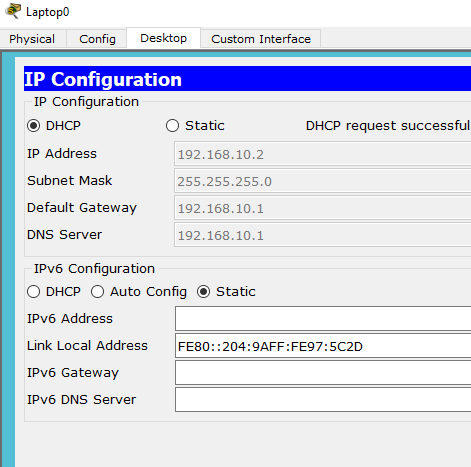 Laptop0
Physical Config Desktop Custom Interface
IP Configuration
IP Configuration
DHCP Static DHCP request successful
IP Address 192.168.10.2
Subnet Mask 255.255.255.0
Default Gateway 192.168.10.1
DNS Server 192.168.10.1
IPv6 Configuration
DHCP Auto Config Static
IPv6 Address
Link Local Address FE80::204:9AFF:FE97:5C2D
IPv6 Gateway
IPv6 DNS Server